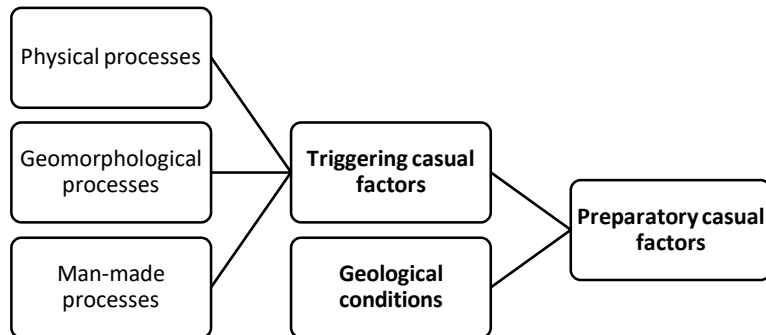 Physical processes
Geomorphological
processes
Man-made
processes
Triggering casual
factors
Geological
conditions
Preparatory casual
factors